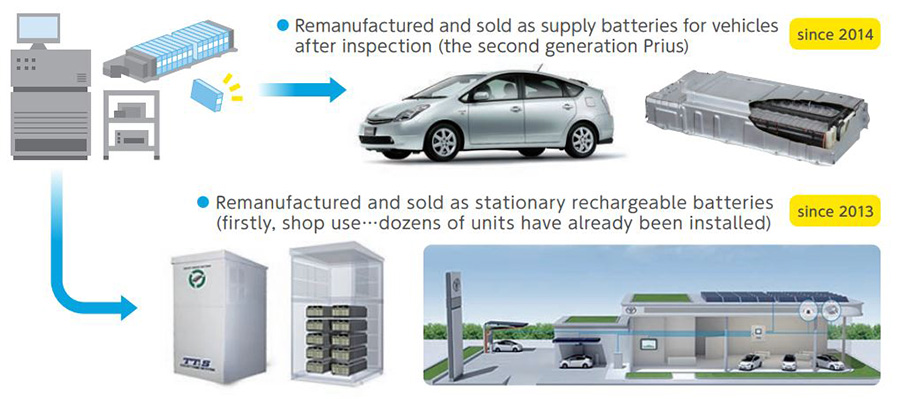 Remanufactured and sold as supply batteries for vehicles
after inspection (the second generation Prius)
since 2014
Remanufactured and sold as stationary rechargeable batteries
(firstly, shop use…dozens of units have already been installed)
since 2013